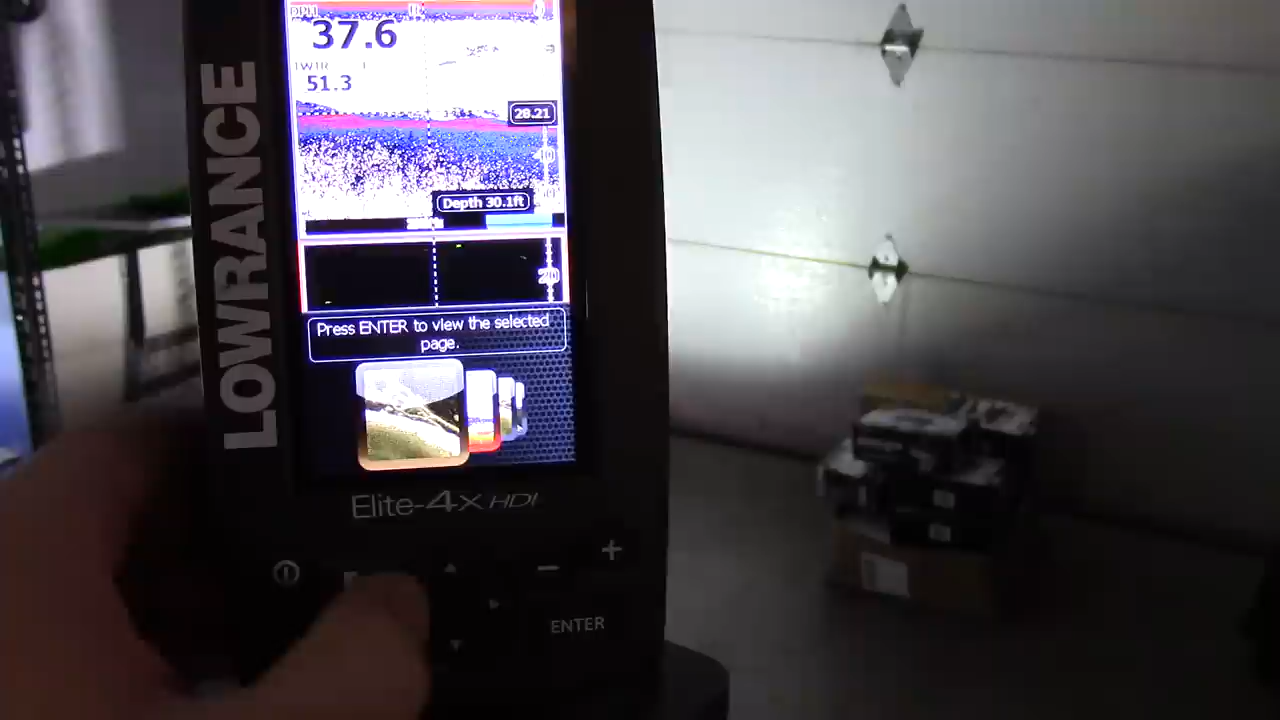 37.6
51.3
28.21
Depth 30.1ft
20
Press ENTER to view the selected
page.
LOWRANCE
Elite-4x HDI
+
−
ENTER